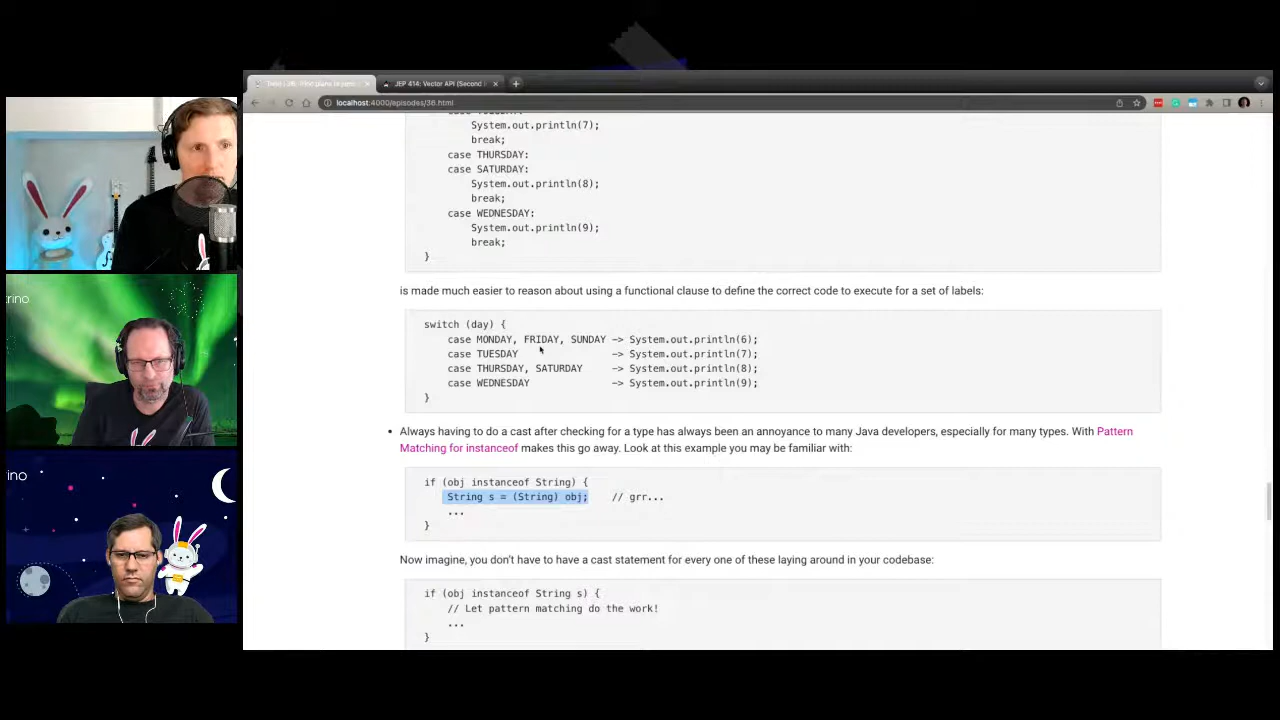 JEP 414: Vector API (Second
localhost:4000/episodes/36.html
System.out.println(7);
break;
case THURSDAY:
case SATURDAY:
System.out.println(8);
break;
case WEDNESDAY:
System.out.println(9);
break;
}
is made much easier to reason about using a functional clause to define the correct code to execute for a set of labels:
switch (day) {
case MONDAY, FRIDAY, SUNDAY -> System.out.println(6);
case TUESDAY -> System.out.println(7);
case THURSDAY, SATURDAY -> System.out.println(8);
case WEDNESDAY -> System.out.println(9);
}
Always having to do a cast after checking for a type has always been an annoyance to many Java developers, especially for many types. With Pattern
Matching for instanceof makes this go away. Look at this example you may be familiar with:
if (obj instanceof String) {
String s = (String) obj; // grr...
...
}
Now imagine, you don't have to have a cast statement for every one of these laying around in your codebase:
if (obj instanceof String s) {
// Let pattern matching do the work!
...
}
rino
ino